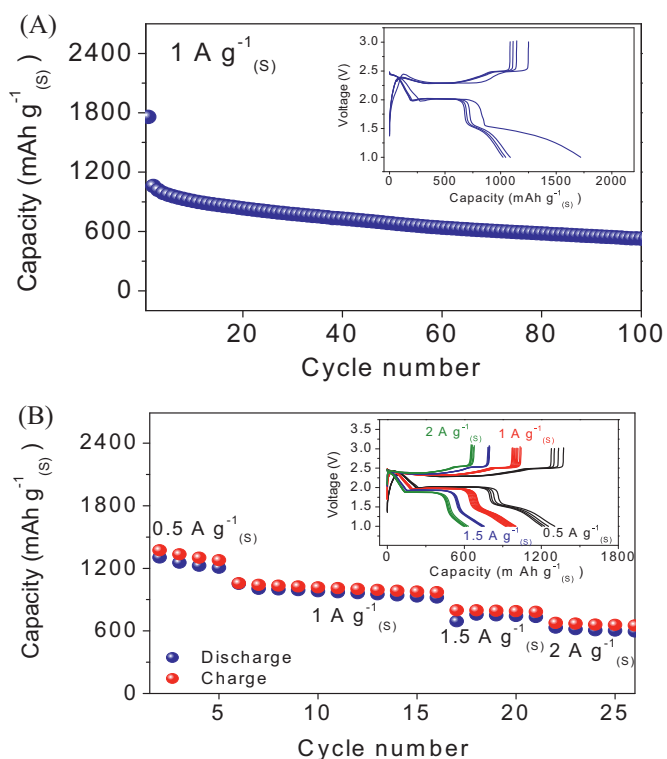 (A)
1 A g⁻¹(S)
Capacity (mAh g⁻¹(S))
2400
1800
1200
600
0
20 40 60 80 100
Cycle number
Voltage (V)
3.0
2.5
2.0
1.5
1.0
0 500 1000 1500 2000
Capacity (mAh g⁻¹(S))
(B)
Capacity (mAh g⁻¹(S))
2400
1800
1200
600
0
0.5 A g⁻¹(S)
1 A g⁻¹(S)
1.5 A g⁻¹(S)
2 A g⁻¹(S)
Discharge
Charge
5 10 15 20 25
Cycle number
Voltage (V)
3.5
3.0
2.5
2.0
1.5
1.0
2 A g⁻¹(S)
1 A g⁻¹(S)
1.5 A g⁻¹(S)
0.5 A g⁻¹(S)
0 600 1200 1800
Capacity (m Ah g⁻¹(S))